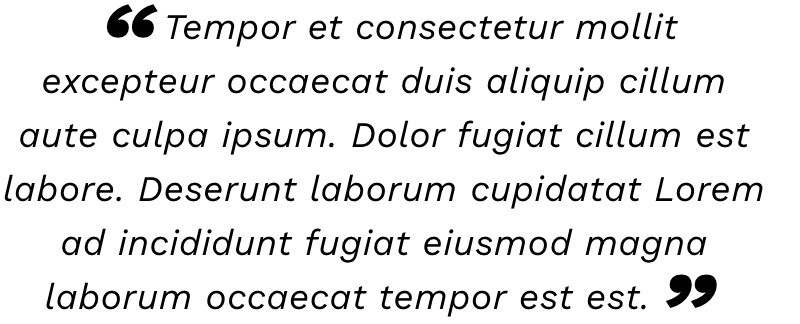 “Tempor et consectetur mollit
excepteur occaecat duis aliquip cillum
aute culpa ipsum. Dolor fugiat cillum est
labore. Deserunt laborum cupidatat Lorem
ad incididunt fugiat eiusmod magna
laborum occaecat tempor est est. ”